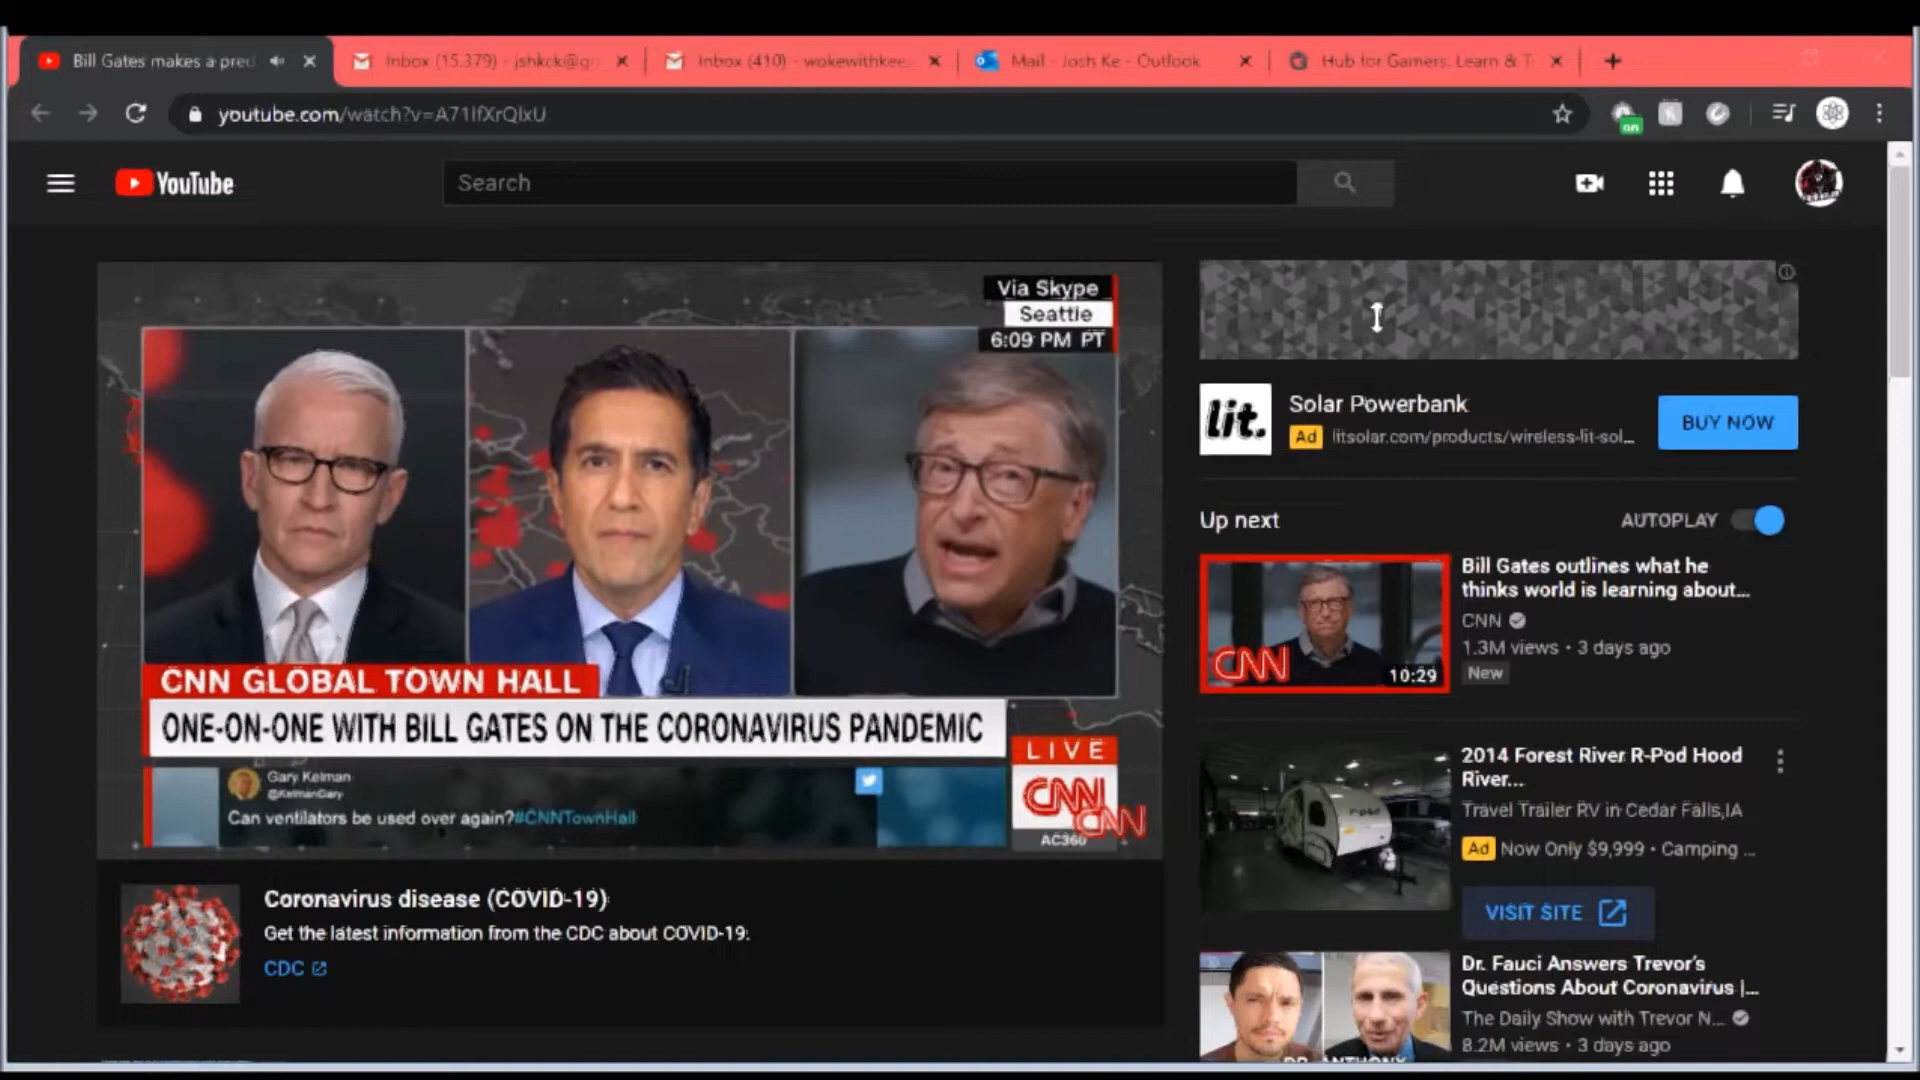 Bill Gates makes a pred
Inbox (15,379) - jshkck@g
Inbox (410) - wokewithkee
Mail - Josh Ke - Outlook
Hub for Gamers. Learn & T
youtube.com/watch?v=A71IfXrQlxU
on
YouTube
Search
Via Skype
Seattle
6:09 PM PT
CNN GLOBAL TOWN HALL
ONE-ON-ONE WITH BILL GATES ON THE CORONAVIRUS PANDEMIC
Gary Kelman
@KelmanGary
Can ventilators be used over again?#CNNTownHall
LIVE
CNN
CNN
AC360
Coronavirus disease (COVID-19)
Get the latest information from the CDC about COVID-19.
CDC
lit.
Solar Powerbank
Ad litsolar.com/products/wireless-lit-sol...
BUY NOW
Up next
AUTOPLAY
CNN
10:29
Bill Gates outlines what he
thinks world is learning about...
CNN
1.3M views • 3 days ago
New
2014 Forest River R-Pod Hood
River...
Travel Trailer RV in Cedar Falls,IA
Ad Now Only $9,999 • Camping ...
VISIT SITE
Dr. Fauci Answers Trevor's
Questions About Coronavirus |...
The Daily Show with Trevor N...
8.2M views • 3 days ago
DR. ANTHONY